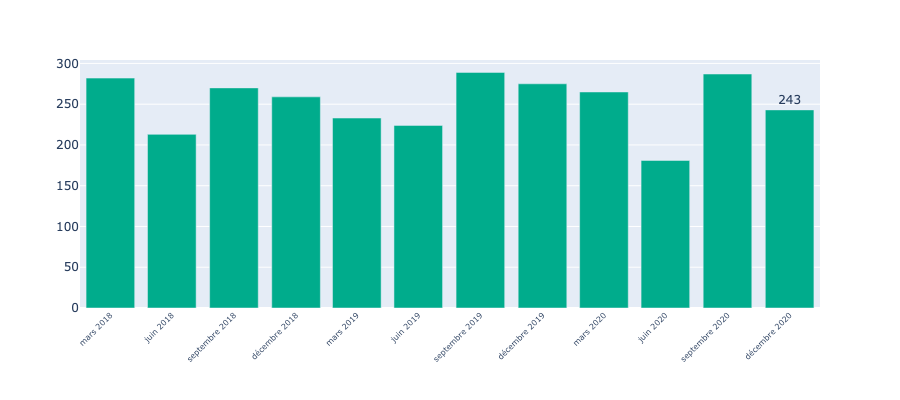 300
250
200
150
100
50
0
243
mars 2018
juin 2018
septembre 2018
décembre 2018
mars 2019
juin 2019
septembre 2019
décembre 2019
mars 2020
juin 2020
septembre 2020
décembre 2020